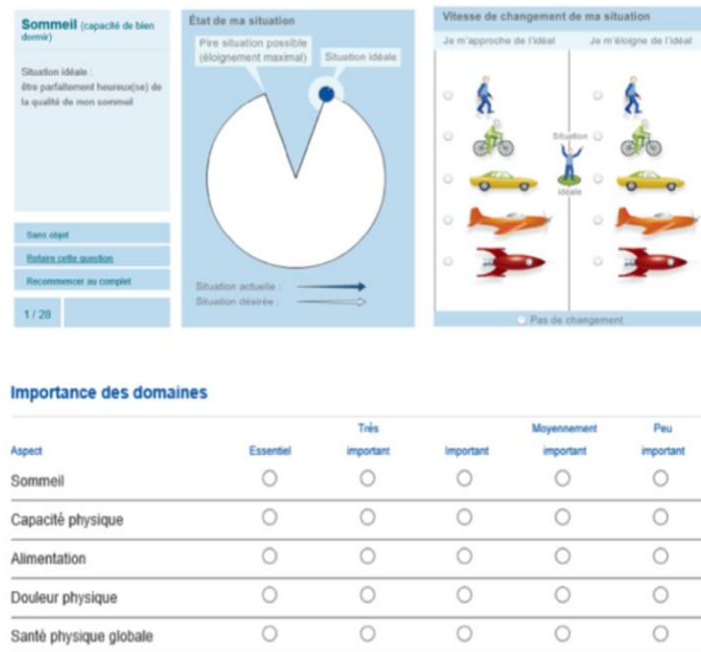 Sommeil (capacité de bien
dormir)
Situation idéale :
être parfaitement heureux(se) de
la qualité de mon sommeil
Sans objet
Refaire cette question
Recommencer au complet
1 / 28
État de ma situation
Pire situation possible
(éloignement maximal)
Situation idéale
Situation actuelle :
Situation désirée :
Vitesse de changement de ma situation
Je m'approche de l'idéal
Je m'éloigne de l'idéal
Situation
idéale
Pas de changement
Importance des domaines
Aspect
Essentiel
Très
important
Important
Moyennement
important
Peu
important
Sommeil
Capacité physique
Alimentation
Douleur physique
Santé physique globale